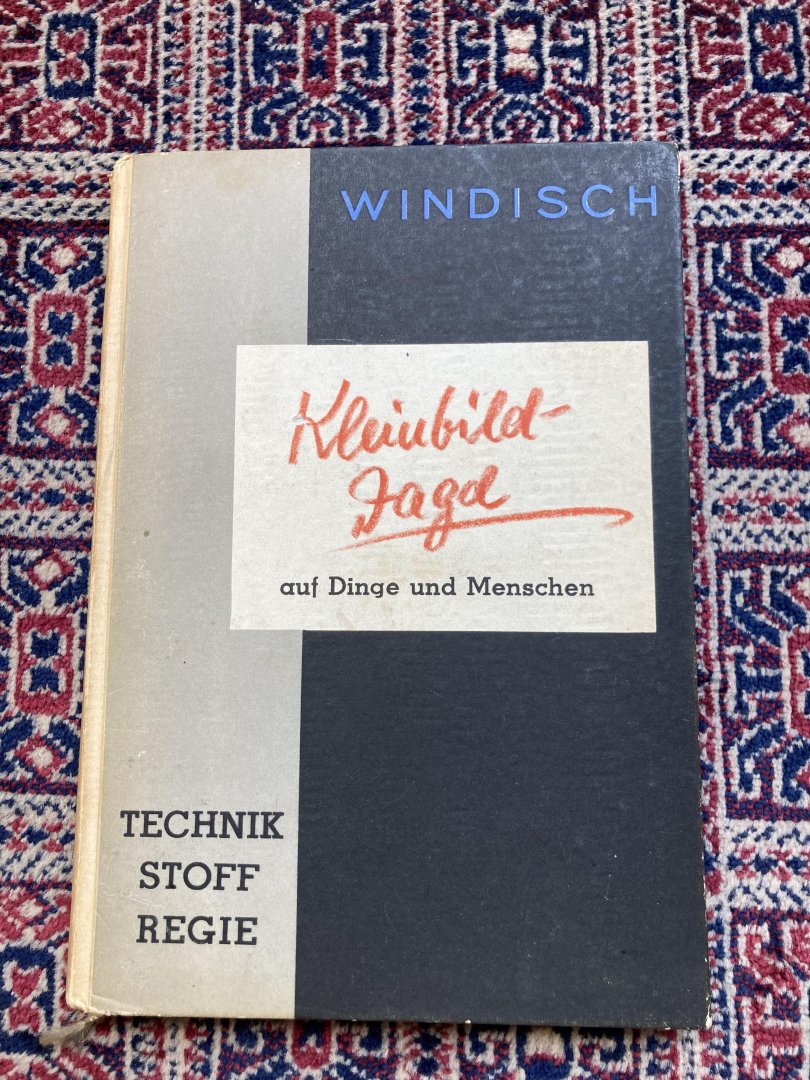 WINDISCH
Kleinbild-
Jagd
auf Dinge und Menschen
TECHNIK
STOFF
REGIE